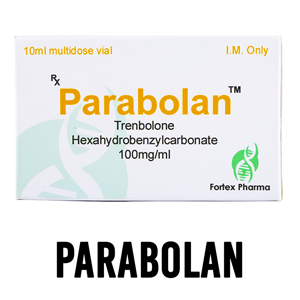 10ml multidose vial
I.M. Only
Rx
Parabolan™
Trenbolone
Hexahydrobenzylcarbonate
100mg/ml
Fortex Pharma
PARABOLAN